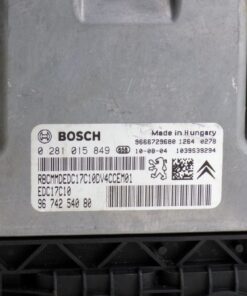 BOSCH
Made in Hungary
9666729680 1264 0278
0 281 015 849
10-08-04 1039S39294
RBCMMDEDC17C10DV4CCEM01
EDC17C10
96 742 540 80